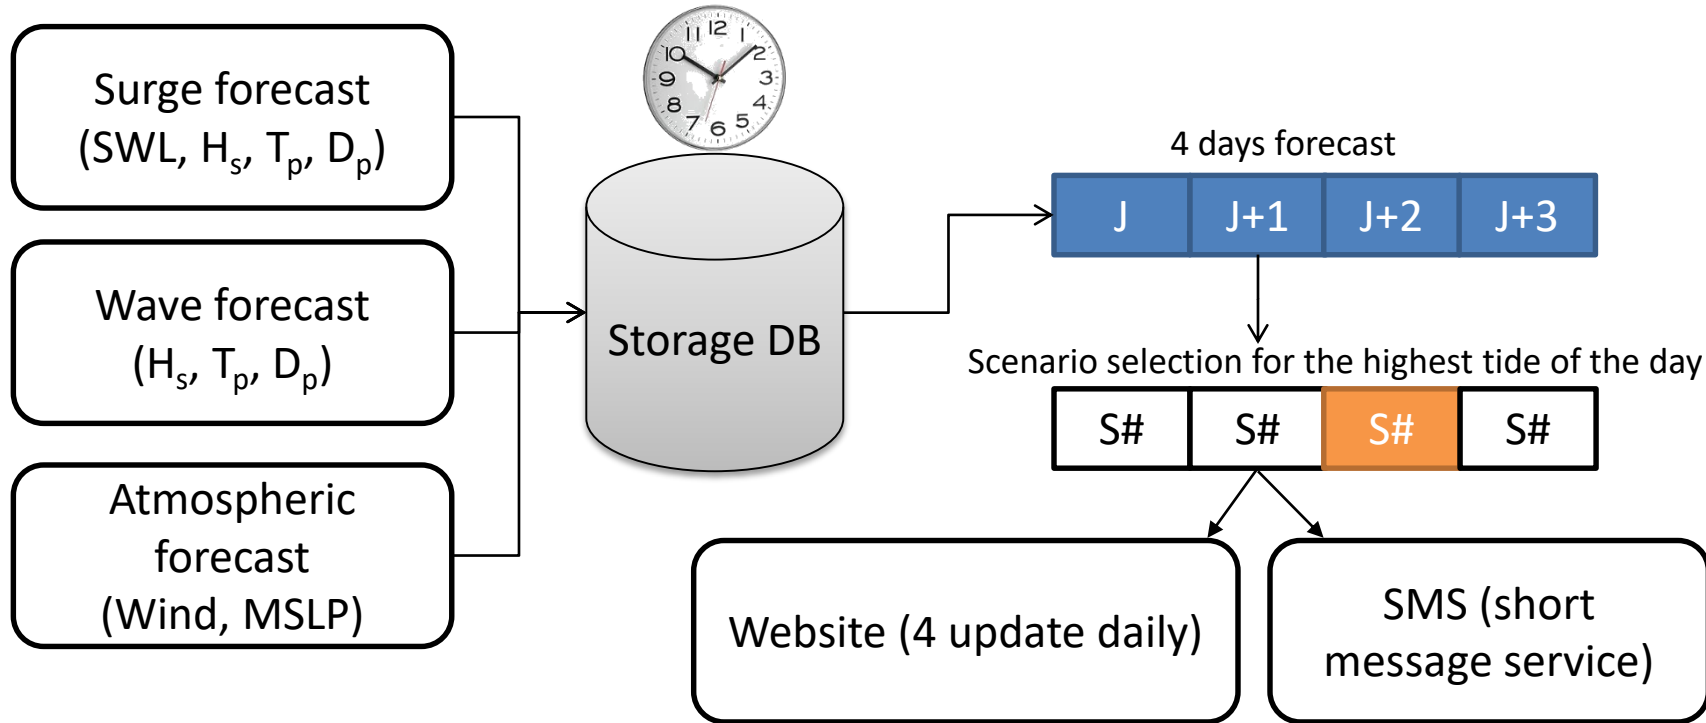 Surge forecast
(SWL, Hs, Tp, Dp)
Wave forecast
(Hs, Tp, Dp)
Atmospheric
forecast
(Wind, MSLP)
12
1
2
3
4
5
6
7
8
9
10
11
Storage DB
4 days forecast
J J+1 J+2 J+3
Scenario selection for the highest tide of the day
S# S# S# S#
Website (4 update daily)
SMS (short
message service)